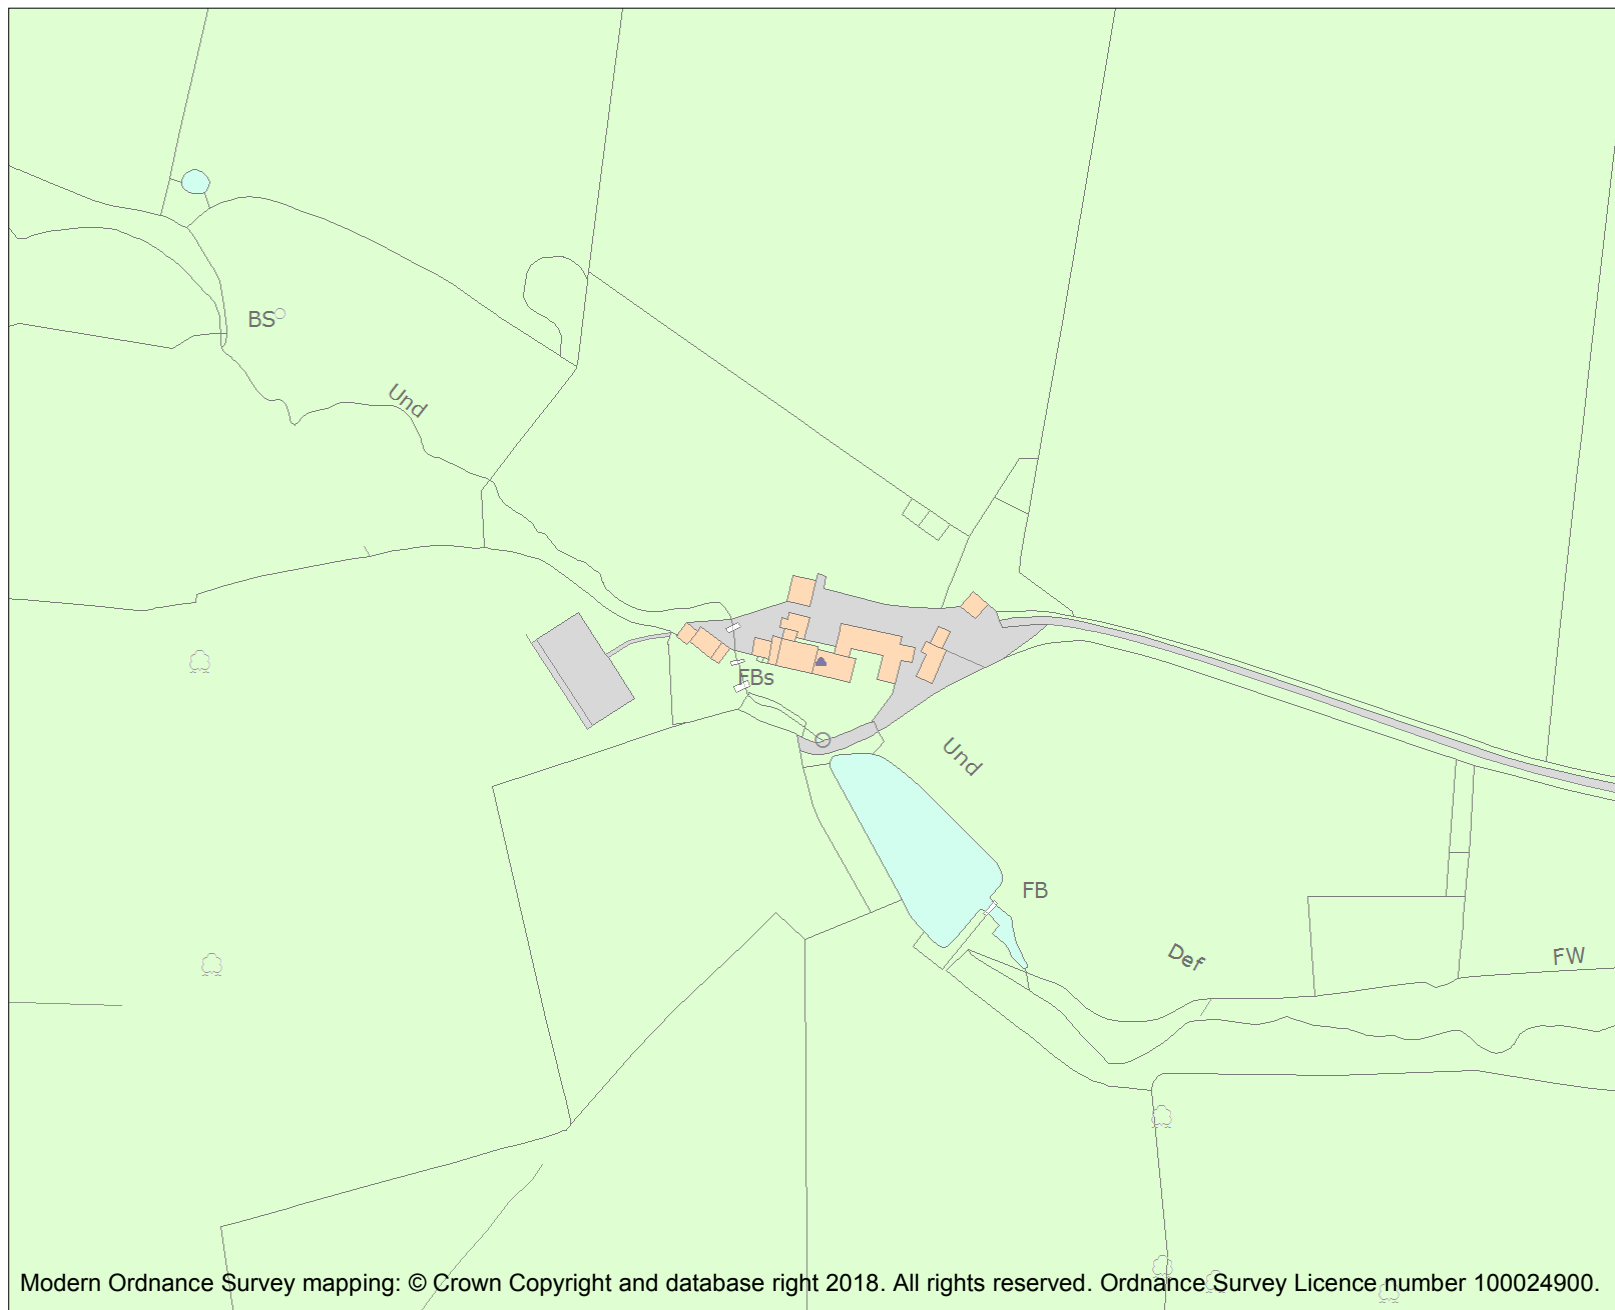 BS
Und
FBs
Und
FB
Def
FW
Modern Ordnance Survey mapping: © Crown Copyright and database right 2018. All rights reserved. Ordnance Survey Licence number 100024900.